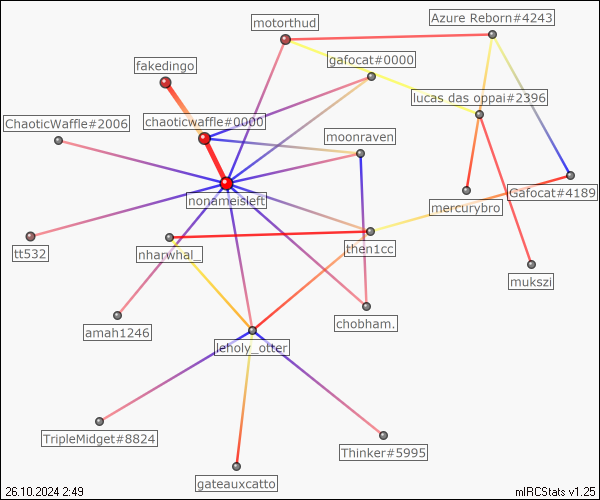 motorthud
Azure Reborn#4243
fakedingo
gafocat#0000
lucas das oppai#2396
ChaoticWaffle#2006
chaoticwaffle#0000
moonraven
nonameisleft
mercurybro
Gafocat#4189
tt532
nharwhal_
then1cc
mukszi
amah1246
chobham.
leholy_otter
TripleMidget#8824
Thinker#5995
gateauxcatto
26.10.2024 2:49
mIRCStats v1.25